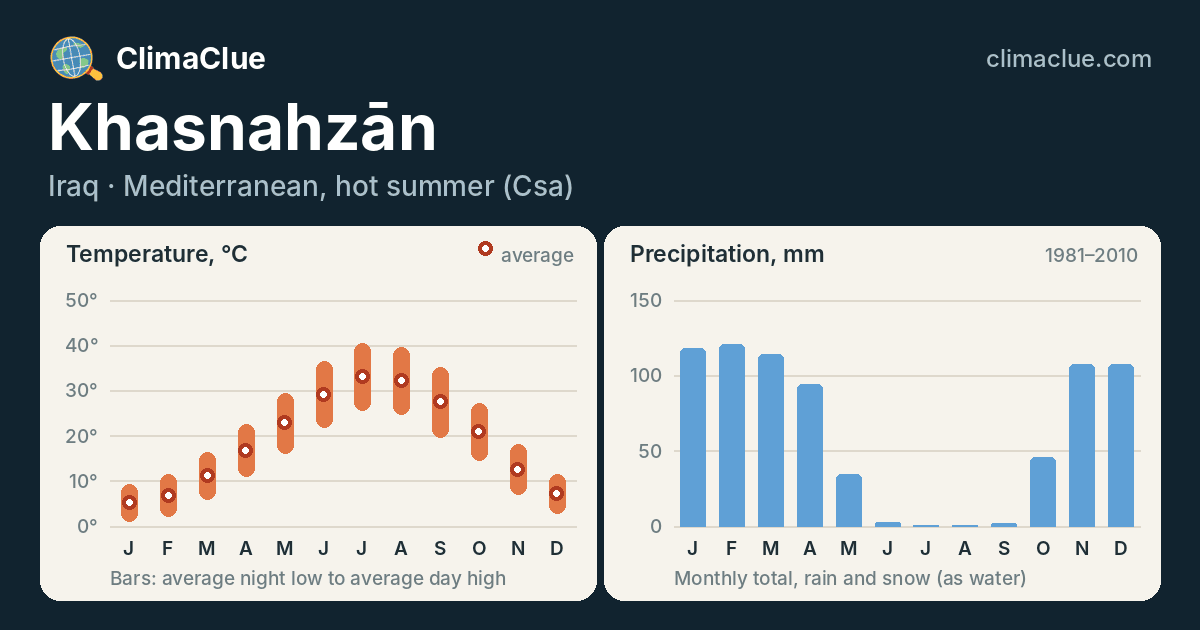 ClimaClue
climaclue.com
Khasnahzān
Iraq · Mediterranean, hot summer (Csa)
Temperature, °C
average
50°
40°
30°
20°
10°
0°
J F M A M J J A S O N D
Bars: average night low to average day high
Precipitation, mm
1981–2010
150
100
50
0
J F M A M J J A S O N D
Monthly total, rain and snow (as water)